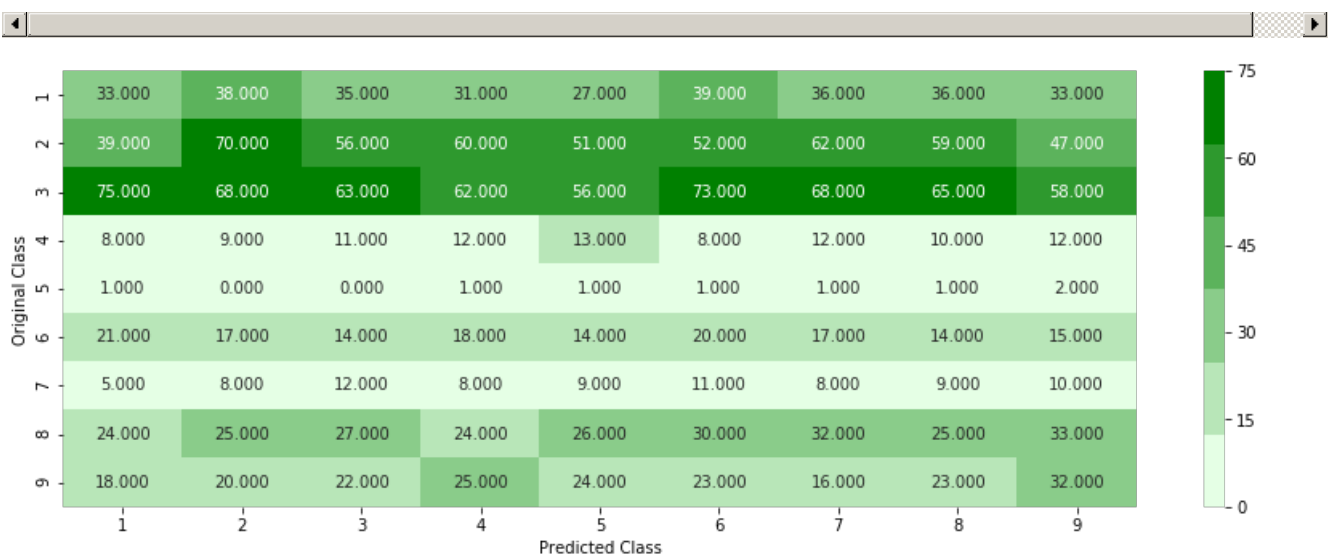 75
1 33.000 38.000 35.000 31.000 27.000 39.000 36.000 36.000 33.000
2 39.000 70.000 56.000 60.000 51.000 52.000 62.000 59.000 47.000
60
3 75.000 68.000 63.000 62.000 56.000 73.000 68.000 65.000 58.000
4 8.000 9.000 11.000 12.000 13.000 8.000 12.000 10.000 12.000
45
5 1.000 0.000 0.000 1.000 1.000 1.000 1.000 1.000 2.000
Original Class
6 21.000 17.000 14.000 18.000 14.000 20.000 17.000 14.000 15.000
30
7 5.000 8.000 12.000 8.000 9.000 11.000 8.000 9.000 10.000
8 24.000 25.000 27.000 24.000 26.000 30.000 32.000 25.000 33.000
15
9 18.000 20.000 22.000 25.000 24.000 23.000 16.000 23.000 32.000
0
1 2 3 4 5 6 7 8 9
Predicted Class